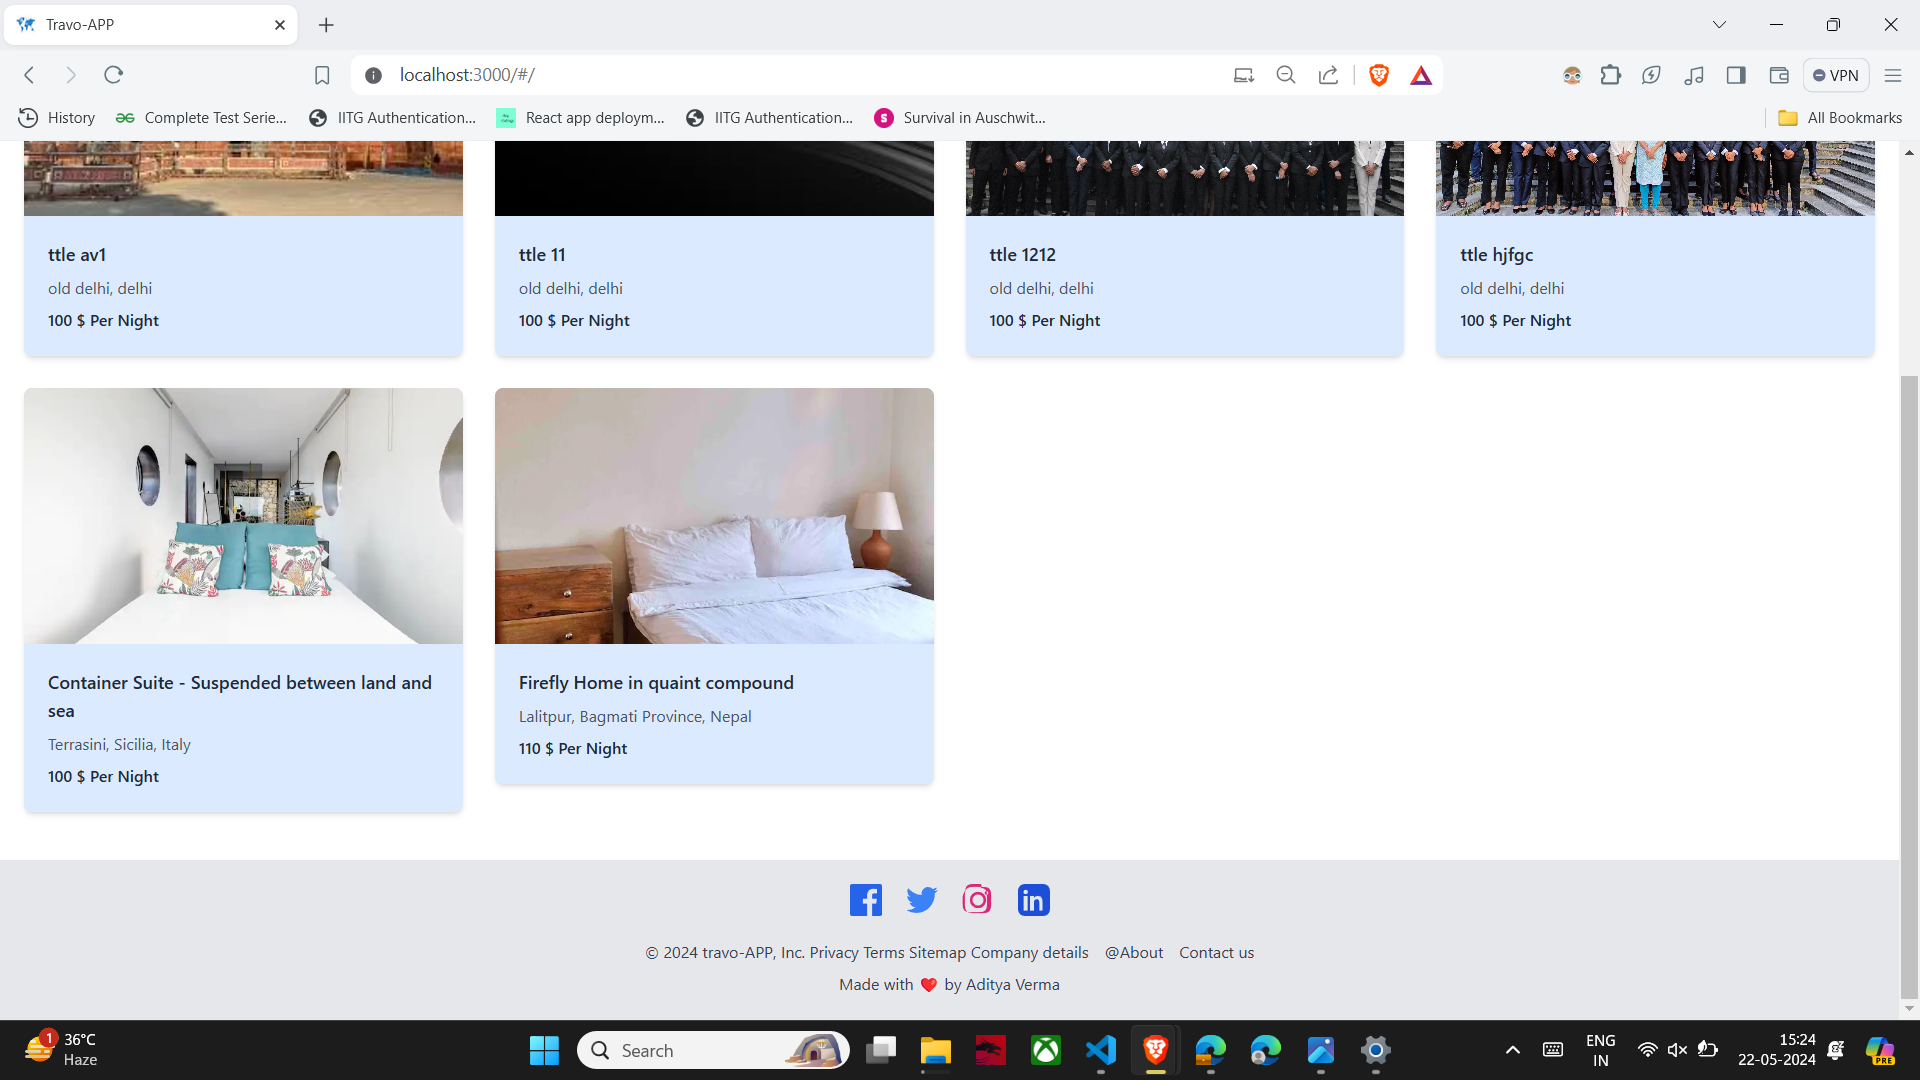 Travo-APP
localhost:3000/#/
VPN
History
Complete Test Serie...
IITG Authentication...
React app deploym...
IITG Authentication...
S
Survival in Auschwit...
All Bookmarks
ttle av1
old delhi, delhi
100 $ Per Night
ttle 11
old delhi, delhi
100 $ Per Night
ttle 1212
old delhi, delhi
100 $ Per Night
ttle hjfgc
old delhi, delhi
100 $ Per Night
Container Suite - Suspended between land and
sea
Terrasini, Sicilia, Italy
100 $ Per Night
Firefly Home in quaint compound
Lalitpur, Bagmati Province, Nepal
110 $ Per Night
© 2024 travo-APP, Inc. Privacy Terms Sitemap Company details @About Contact us
Made with ❤️ by Aditya Verma
1
36°C
Haze
Search
ENG
IN
15:24
22-05-2024
PRE